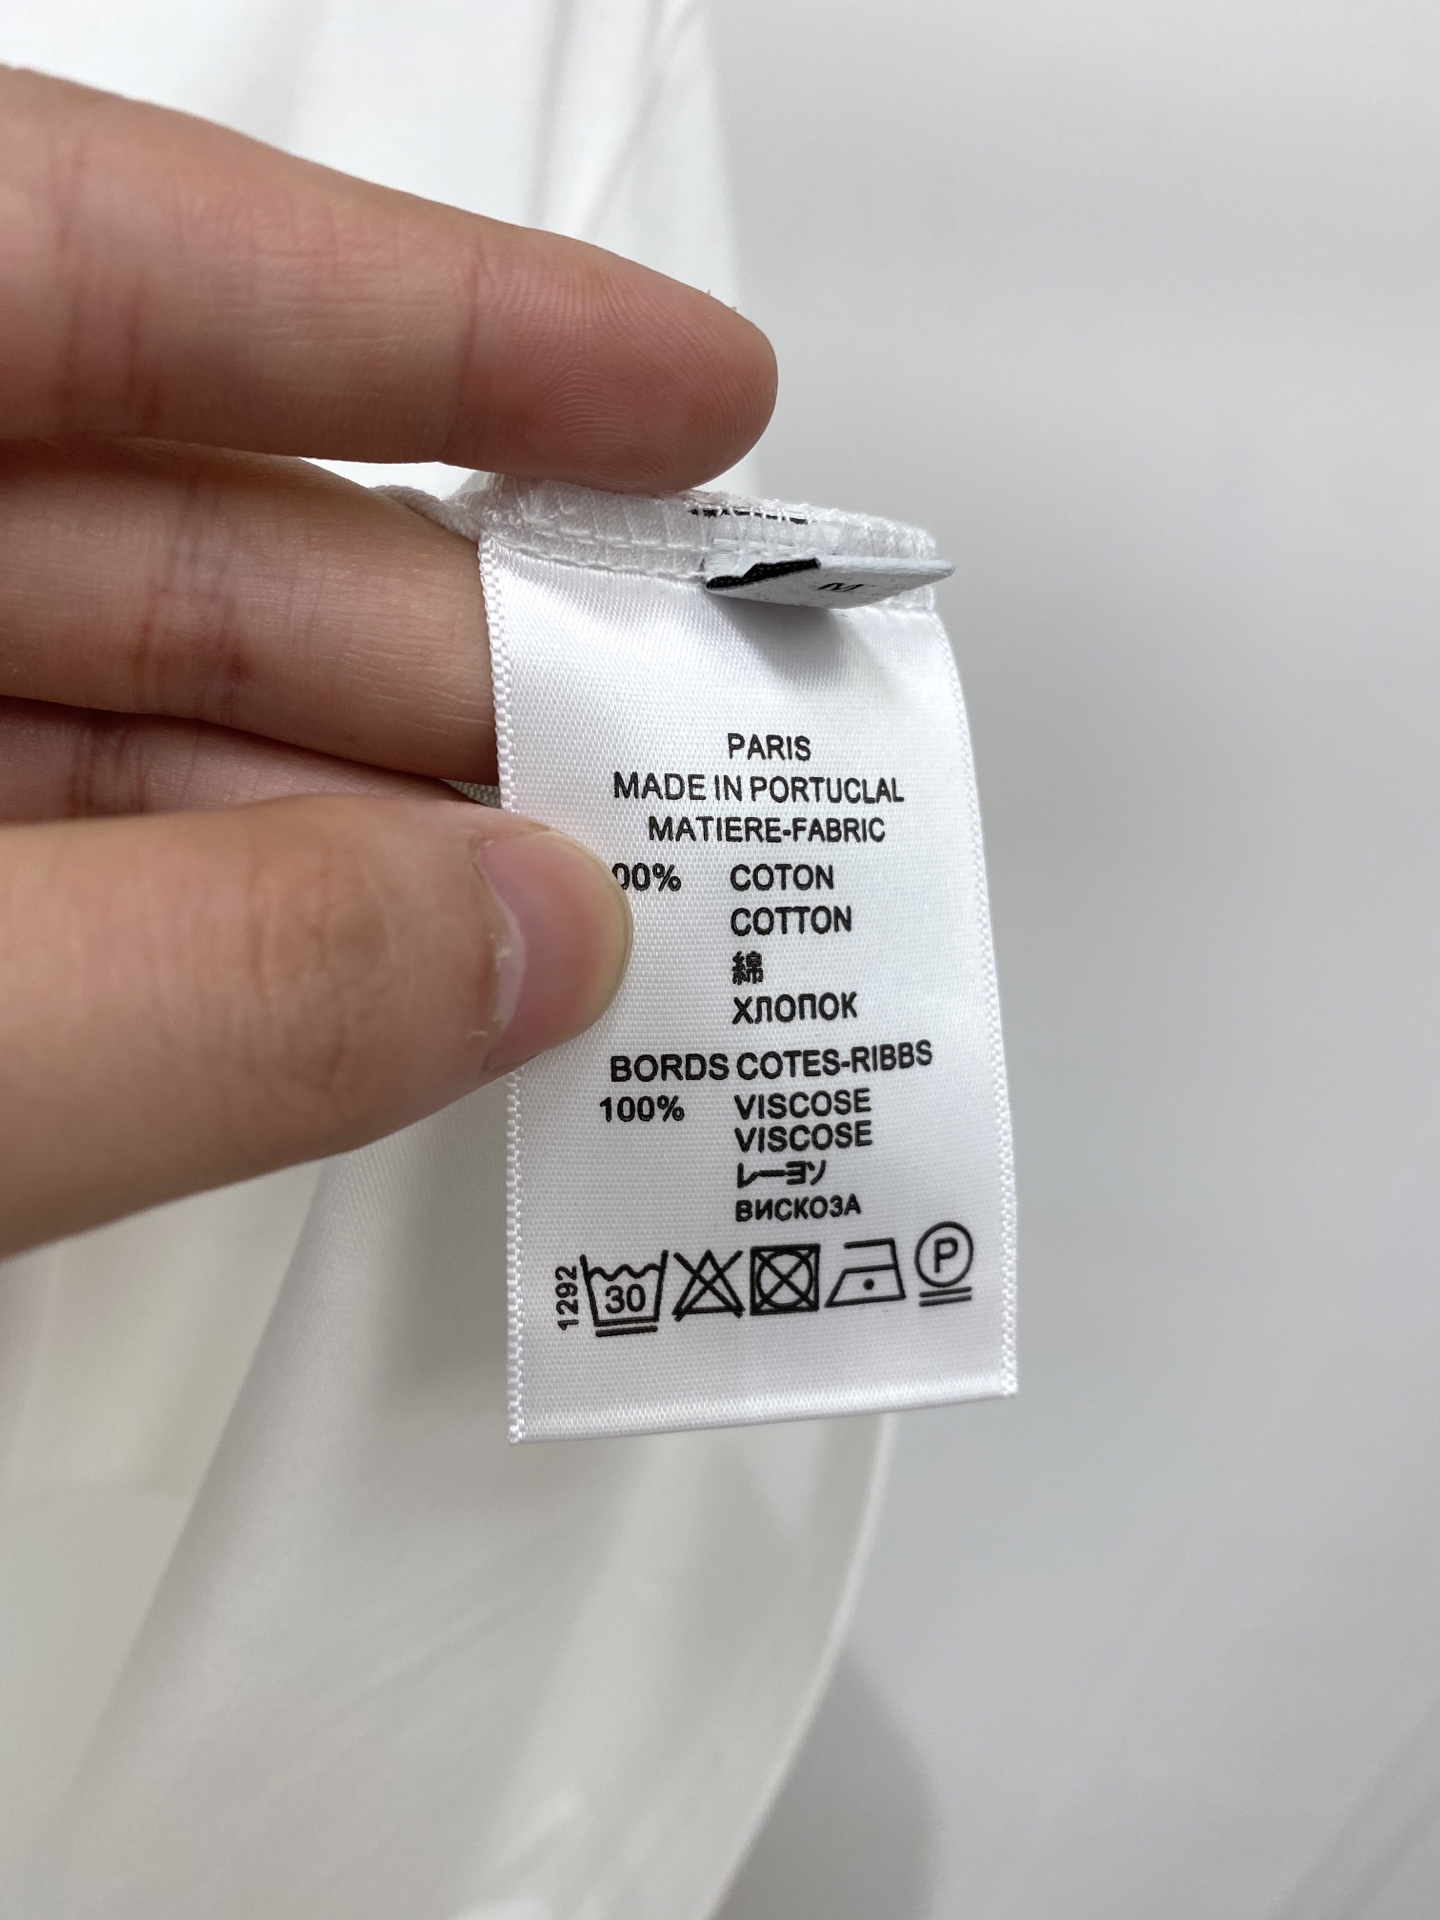 M
PARIS
MADE IN PORTUCLAL
MATIERE-FABRIC
00% COTON
COTTON
綿
ХЛОПОК
BORDS COTES-RIBBS
100% VISCOSE
VISCOSE
レーヨソ
ВИСКОЗА
1292 30 P